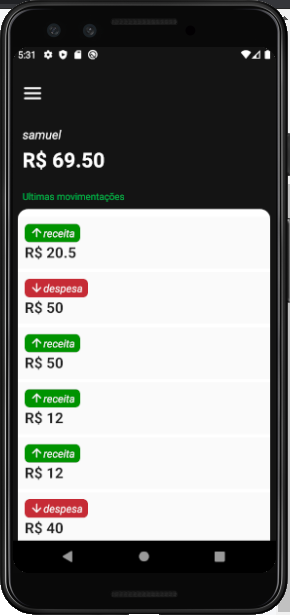 5:31
samuel
R$ 69.50
Ultimas movimentações
receita
R$ 20.5
despesa
R$ 50
receita
R$ 50
receita
R$ 12
receita
R$ 12
despesa
R$ 40